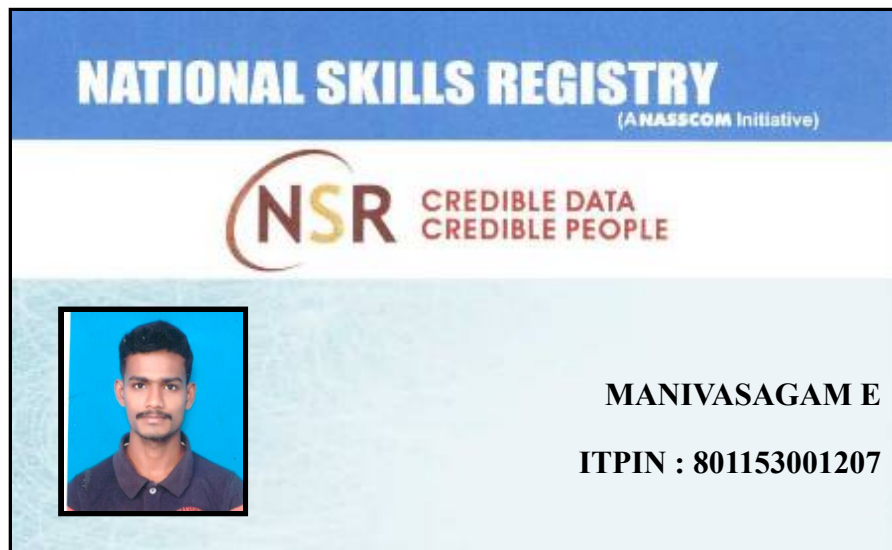 NATIONAL SKILLS REGISTRY
(A NASSCOM Initiative)
NSR
CREDIBLE DATA
CREDIBLE PEOPLE
MANIVASAGAM E
ITPIN : 801153001207